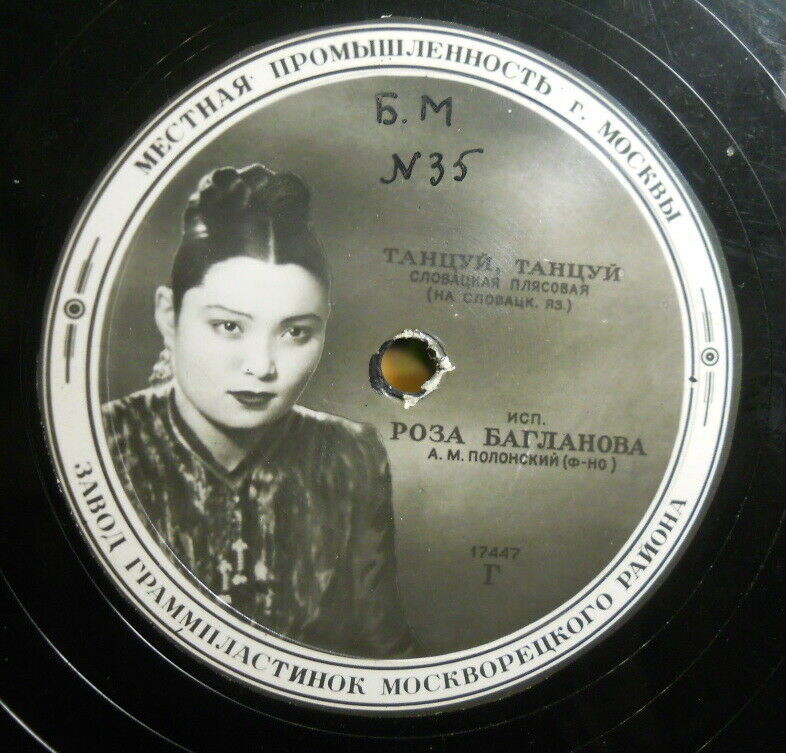 МЕСТНАЯ ПРОМЫШЛЕННОСТЬ г. МОСКВЫ
Б.М
N35
ТАНЦУЙ, ТАНЦУЙ
СЛОВАЦКАЯ ПЛЯСОВАЯ
(НА СЛОВАЦК. ЯЗ.)
ИСП.
РОЗА БАГЛАНОВА
А. М. ПОЛОНСКИЙ (Ф-НО)
17447
Г
ЗАВОД ГРАММПЛАСТИНОК МОСКВОРЕЦКОГО РАЙОНА